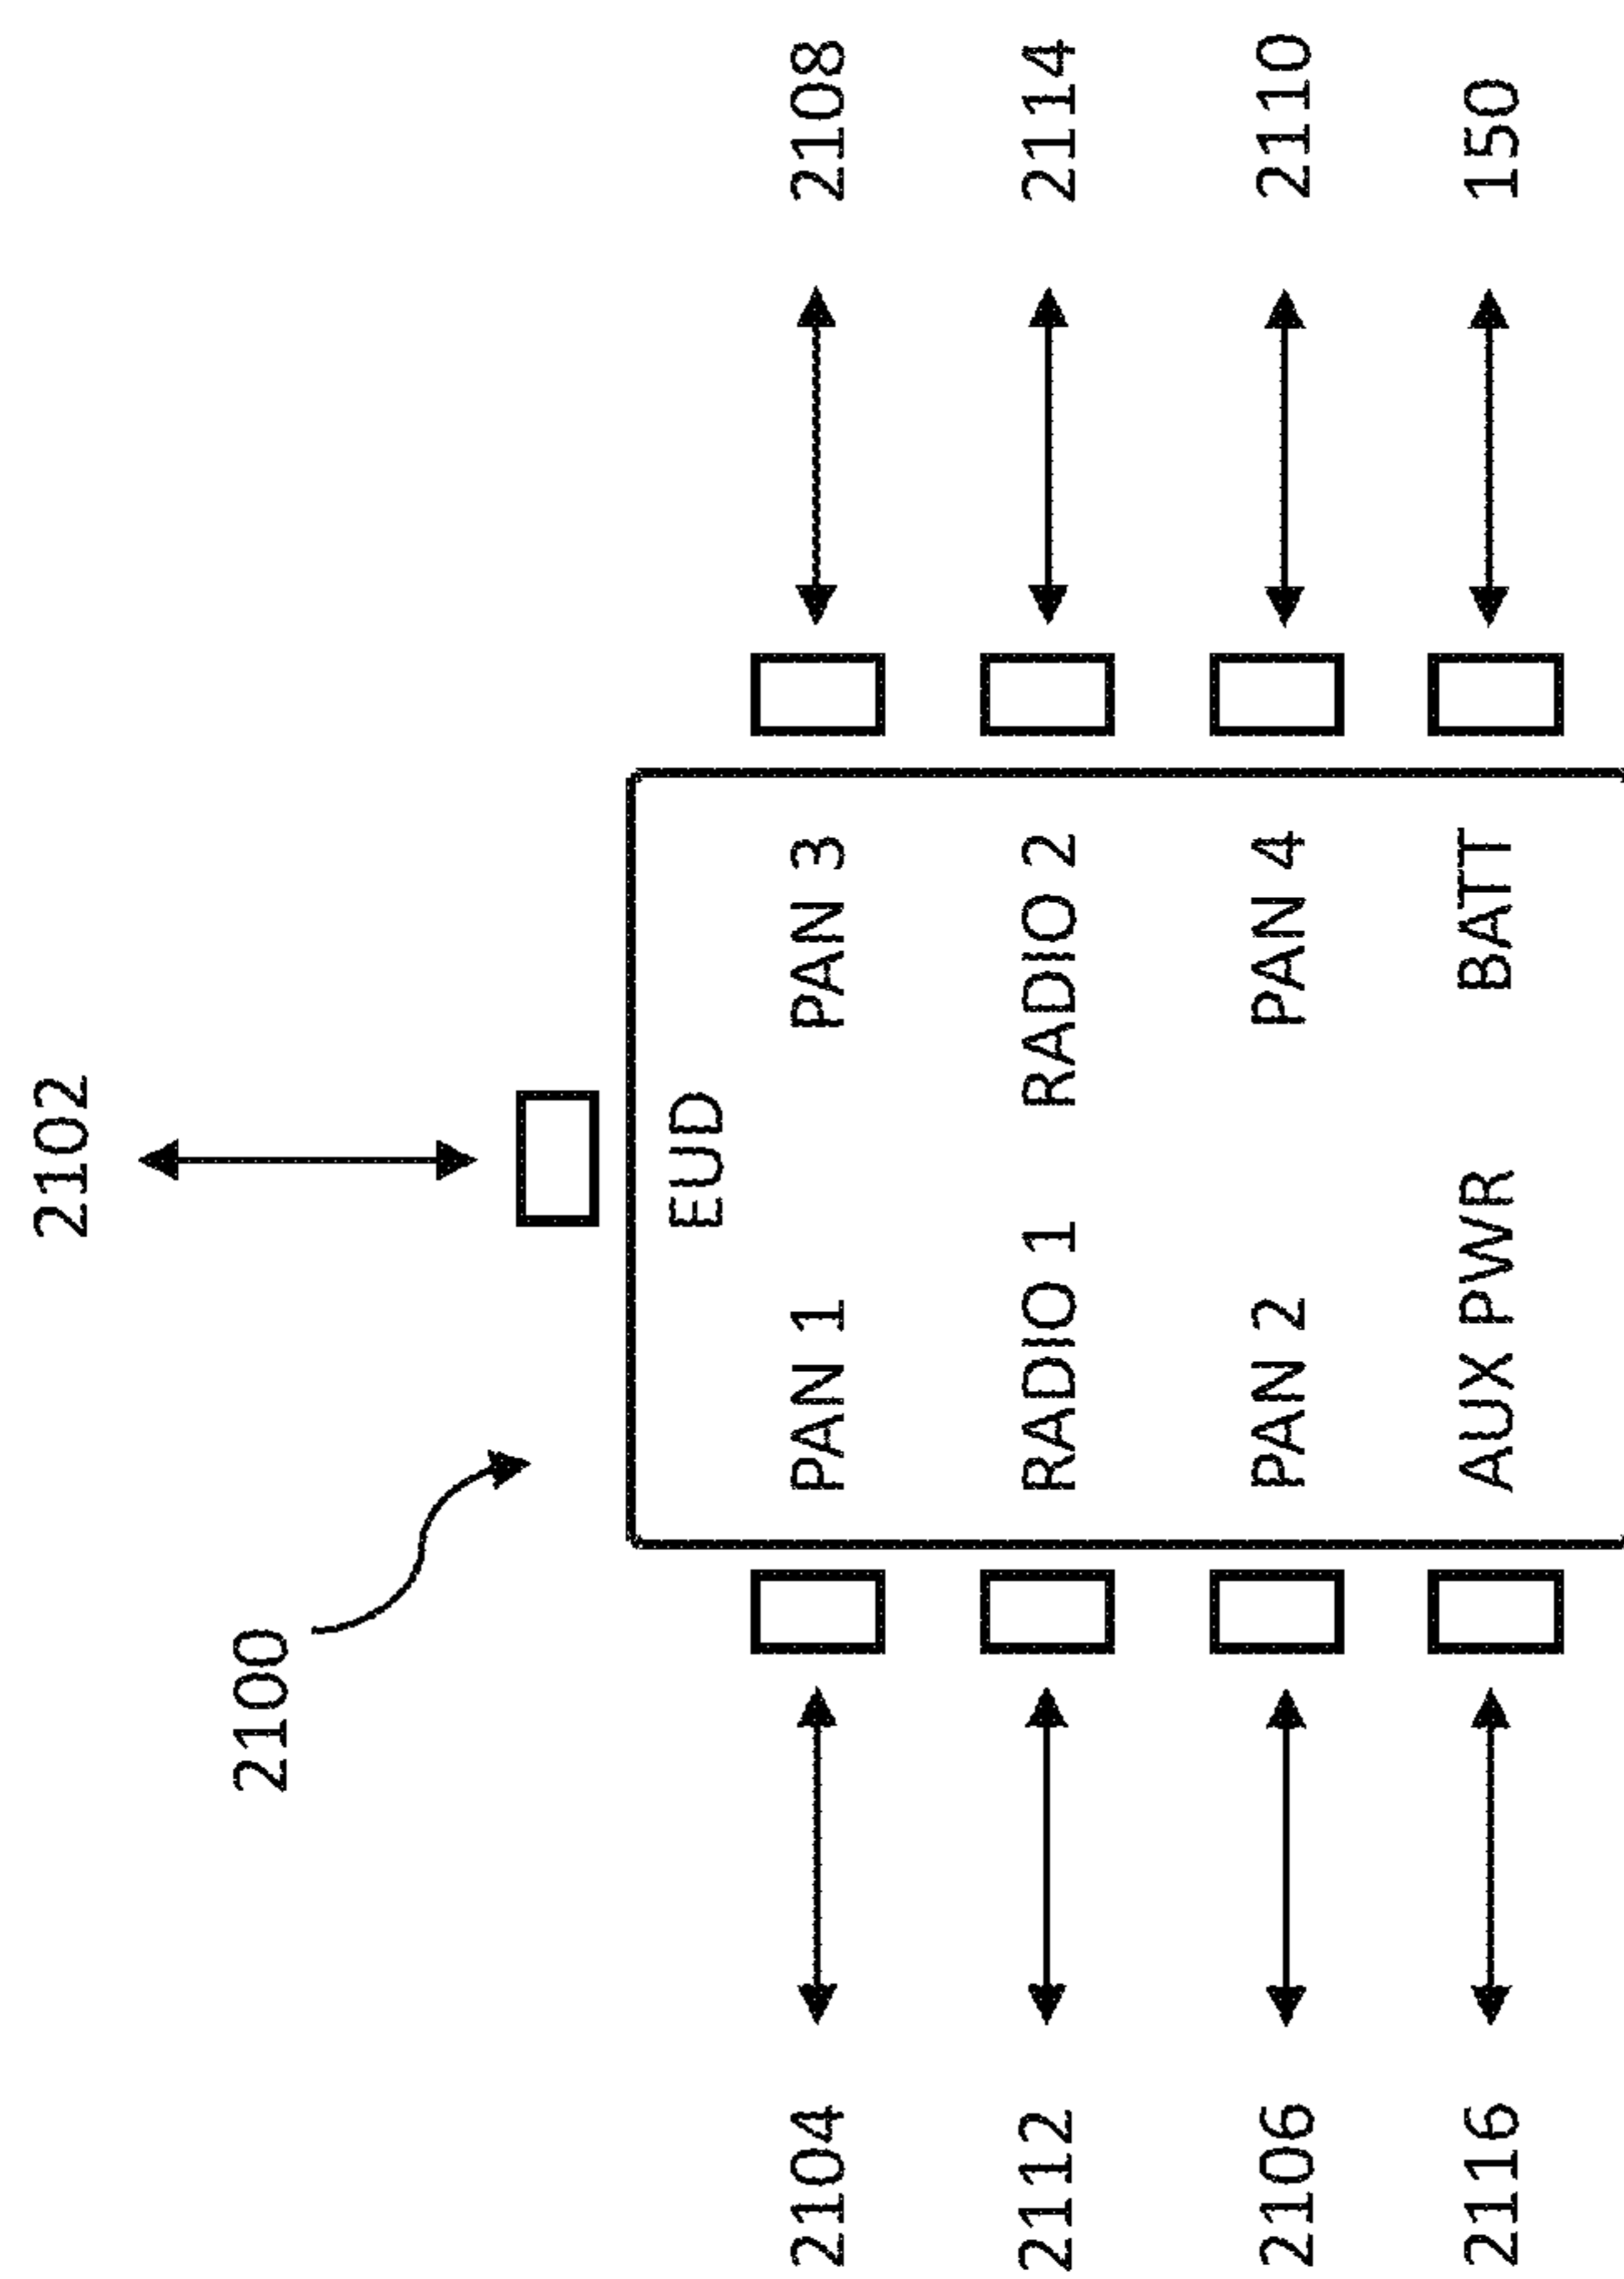 2102
2100
EUD
2104 PAN 1 PAN 3 2108
2112 RADIO 1 RADIO 2 2114
2106 PAN 2 PAN 4 2110
2116 AUX PWR BATT 150